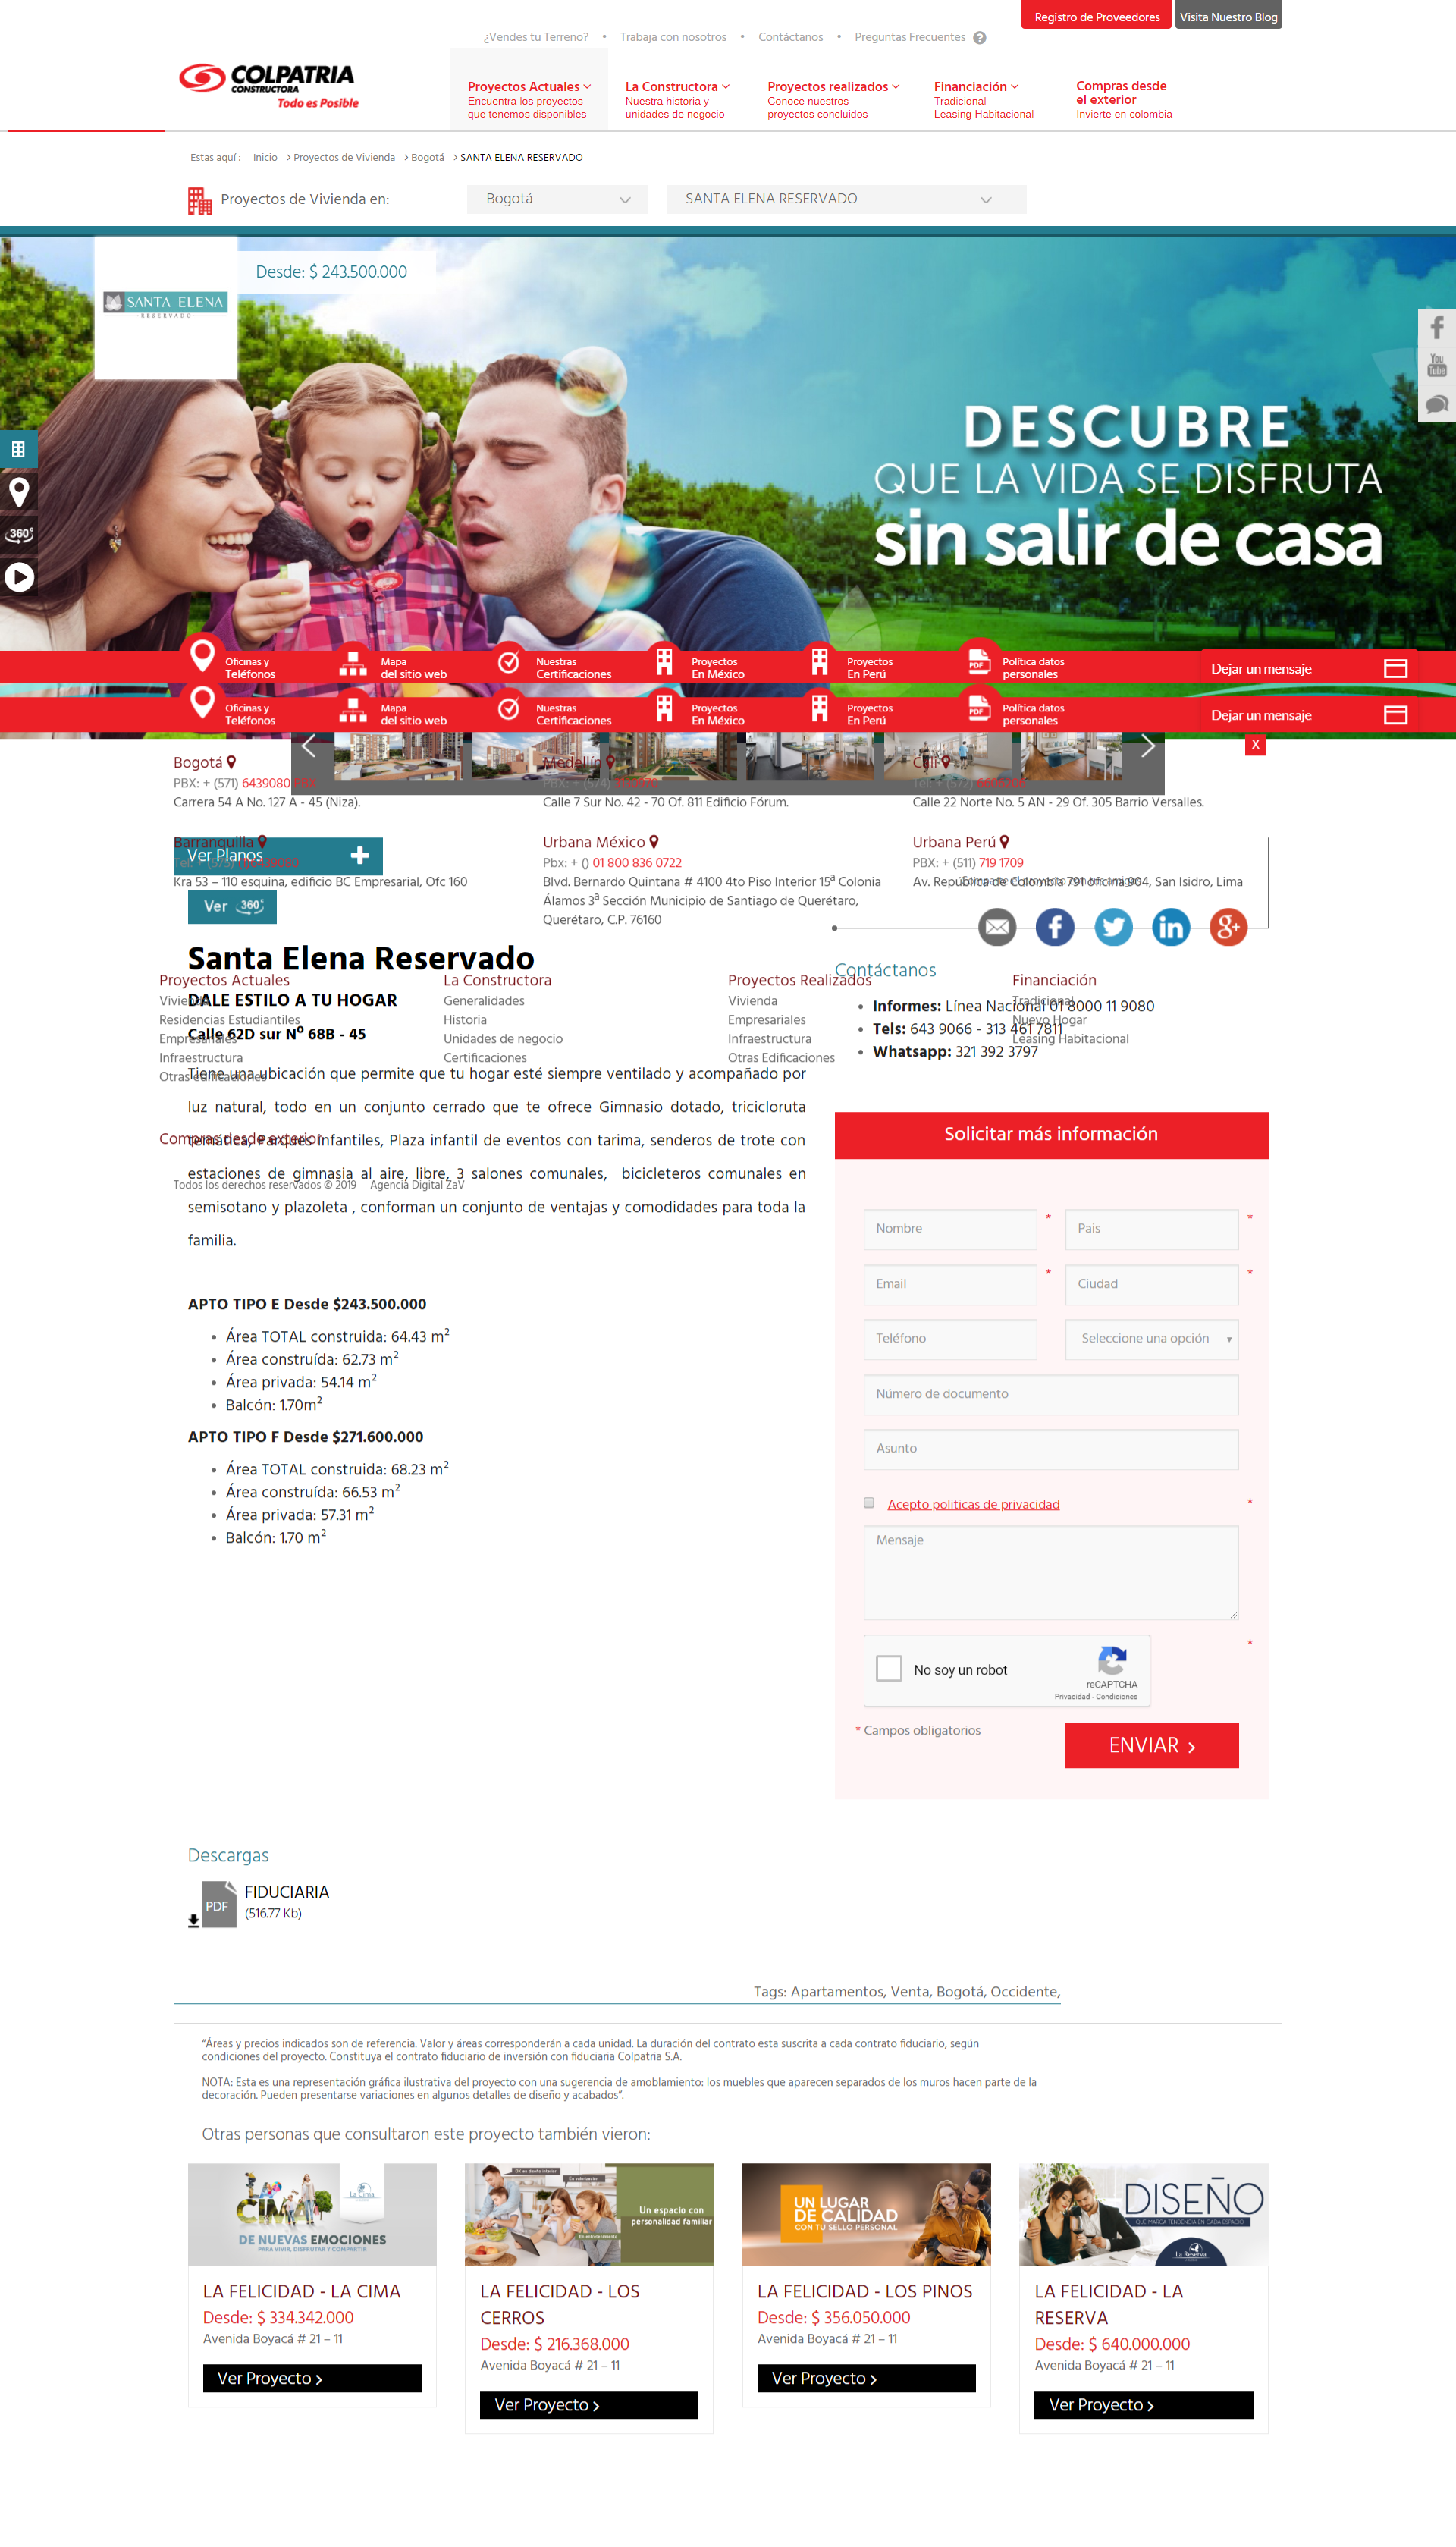 Registro de Proveedores
Visita Nuestro Blog
¿Vendes tu Terreno? • Trabaja con nosotros • Contáctanos • Preguntas Frecuentes ?
COLPATRIA
CONSTRUCTORA
Todo es Posible
Proyectos Actuales
Encuentra los proyectos
que tenemos disponibles
La Constructora
Nuestra historia y
unidades de negocio
Proyectos realizados
Conoce nuestros
proyectos concluidos
Financiación
Tradicional
Leasing Habitacional
Compras desde
el exterior
Invierte en colombia
Estas aquí : Inicio > Proyectos de Vivienda > Bogotá > SANTA ELENA RESERVADO
Proyectos de Vivienda en:
Bogotá
SANTA ELENA RESERVADO
Desde: $ 243.500.000
SANTA ELENA
RESERVADO
You
Tube
360°
DESCUBRE
QUE LA VIDA SE DISFRUTA
sin salir de casa
Oficinas y
Teléfonos
Mapa
del sitio web
Nuestras
Certificaciones
Proyectos
En México
Proyectos
En Perú
PDF
Política datos
personales
Dejar un mensaje
Oficinas y
Teléfonos
Mapa
del sitio web
Nuestras
Certificaciones
Proyectos
En México
Proyectos
En Perú
PDF
Política datos
personales
Dejar un mensaje
X
Bogotá
PBX: + (571) 6439080
Carrera 54 A No. 127 A - 45 (Niza).
Medellín
PBX: + (574)
Calle 7 Sur No. 42 - 70 Of. 811 Edificio Fórum.
Cali
Tel: + (572)
Calle 22 Norte No. 5 AN - 29 Of. 305 Barrio Versalles.
Barranquilla
Kra 53 – 110 esquina, edificio BC Empresarial, Ofc 160
Urbana México
Pbx: + () 01 800 836 0722
Blvd. Bernardo Quintana # 4100 4to Piso Interior 15ª Colonia
Álamos 3ª Sección Municipio de Santiago de Querétaro,
Querétaro, C.P. 76160
Urbana Perú
PBX: + (511) 719 1709
Av. República de Colombia 791 oficina 904, San Isidro, Lima
Ver Planos
Ver 360°
Santa Elena Reservado
DALE ESTILO A TU HOGAR
Calle 62D sur Nº 68B - 45
Tiene una ubicación que permite que tu hogar esté siempre ventilado y acompañado por
luz natural, todo en un conjunto cerrado que te ofrece Gimnasio dotado, tricicloruta
temática, Parques Infantiles, Plaza infantil de eventos con tarima, senderos de trote con
estaciones de gimnasia al aire, libre, 3 salones comunales, bicicleteros comunales en
semisotano y plazoleta , conforman un conjunto de ventajas y comodidades para toda la
familia.
Proyectos Actuales
Vivienda
Residencias Estudiantiles
Empresariales
Infraestructura
Otras edificaciones
La Constructora
Generalidades
Historia
Unidades de negocio
Certificaciones
Proyectos Realizados
Vivienda
Empresariales
Infraestructura
Otras Edificaciones
Financiación
Tradicional
Nuevo Hogar
Leasing Habitacional
Compras desde exterior
Todos los derechos reservados © 2019 Agencia Digital ZaV
Contáctanos
Informes: Línea Nacional 01 8000 11 9080
Tels: 643 9066 - 313 461 7811
Whatsapp: 321 392 3797
APTO TIPO E Desde $243.500.000
Área TOTAL construida: 64.43 m²
Área construída: 62.73 m²
Área privada: 54.14 m²
Balcón: 1.70m²
APTO TIPO F Desde $271.600.000
Área TOTAL construida: 68.23 m²
Área construída: 66.53 m²
Área privada: 57.31 m²
Balcón: 1.70 m²
Solicitar más información
Nombre *
Pais *
Email *
Ciudad *
Teléfono
Seleccione una opción
Número de documento
Asunto
Acepto politicas de privacidad *
Mensaje
No soy un robot
reCAPTCHA
Privacidad - Condiciones
*
* Campos obligatorios
ENVIAR >
Descargas
PDF
FIDUCIARIA
(516.77 Kb)
Tags: Apartamentos, Venta, Bogotá, Occidente,
“Áreas y precios indicados son de referencia. Valor y áreas corresponderán a cada unidad. La duración del contrato esta suscrita a cada contrato fiduciario, según
condiciones del proyecto. Constituya el contrato fiduciario de inversión con fiduciaria Colpatria S.A.
NOTA: Esta es una representación gráfica ilustrativa del proyecto con una sugerencia de amoblamiento: los muebles que aparecen separados de los muros hacen parte de la
decoración. Pueden presentarse variaciones en algunos detalles de diseño y acabados”.
Otras personas que consultaron este proyecto también vieron:
CIMA
La Cima
DE NUEVAS EMOCIONES
PARA VIVIR, DISFRUTAR Y COMPARTIR
LA FELICIDAD - LA CIMA
Desde: $ 334.342.000
Avenida Boyacá # 21 – 11
Ver Proyecto >
Un espacio con
personalidad familiar
LA FELICIDAD - LOS
CERROS
Desde: $ 216.368.000
Avenida Boyacá # 21 – 11
Ver Proyecto >
UN LUGAR
DE CALIDAD
CON TU SELLO PERSONAL
LA FELICIDAD - LOS PINOS
Desde: $ 356.050.000
Avenida Boyacá # 21 – 11
Ver Proyecto >
DISEÑO
QUE MARCA TENDENCIA EN CADA ESPACIO
La Reserva
LA FELICIDAD - LA
RESERVA
Desde: $ 640.000.000
Avenida Boyacá # 21 – 11
Ver Proyecto >